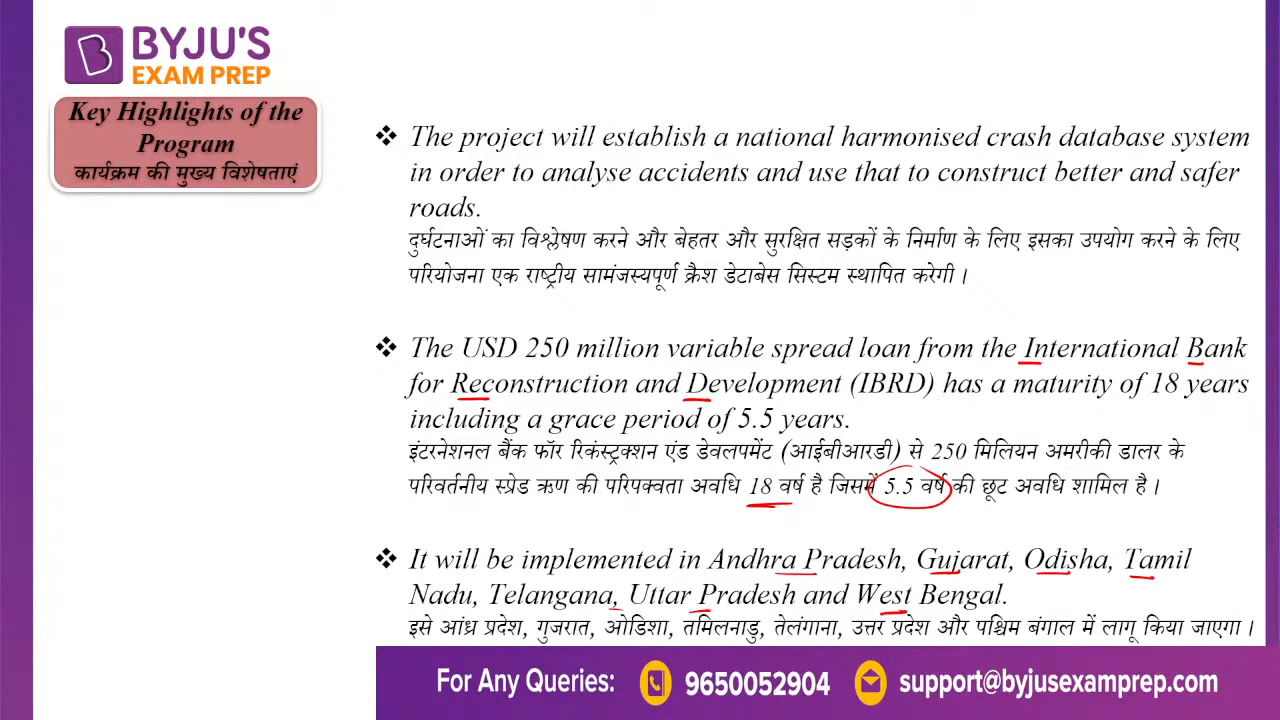 BYJU'S
EXAM PREP
Key Highlights of the
Program
कार्यक्रम की मुख्य विशेषताएं
❖ The project will establish a national harmonised crash database system
in order to analyse accidents and use that to construct better and safer
roads.
दुर्घटनाओं का विश्लेषण करने और बेहतर और सुरक्षित सड़कों के निर्माण के लिए इसका उपयोग करने के लिए
परियोजना एक राष्ट्रीय सामंजस्यपूर्ण क्रैश डेटाबेस सिस्टम स्थापित करेगी ।
❖ The USD 250 million variable spread loan from the International Bank
for Reconstruction and Development (IBRD) has a maturity of 18 years
including a grace period of 5.5 years.
इंटरनेशनल बैंक फॉर रिकंस्ट्रक्शन एंड डेवलपमेंट (आईबीआरडी) से 250 मिलियन अमरीकी डालर के
परिवर्तनीय स्प्रेड ऋण की परिपक्वता अवधि 18 वर्ष है जिसमें 5.5 वर्ष की छूट अवधि शामिल है ।
❖ It will be implemented in Andhra Pradesh, Gujarat, Odisha, Tamil
Nadu, Telangana, Uttar Pradesh and West Bengal.
इसे आंध्र प्रदेश, गुजरात, ओडिशा, तमिलनाडु, तेलंगाना, उत्तर प्रदेश और पश्चिम बंगाल में लागू किया जाएगा ।
For Any Queries: 9650052904 support@byjusexamprep.com